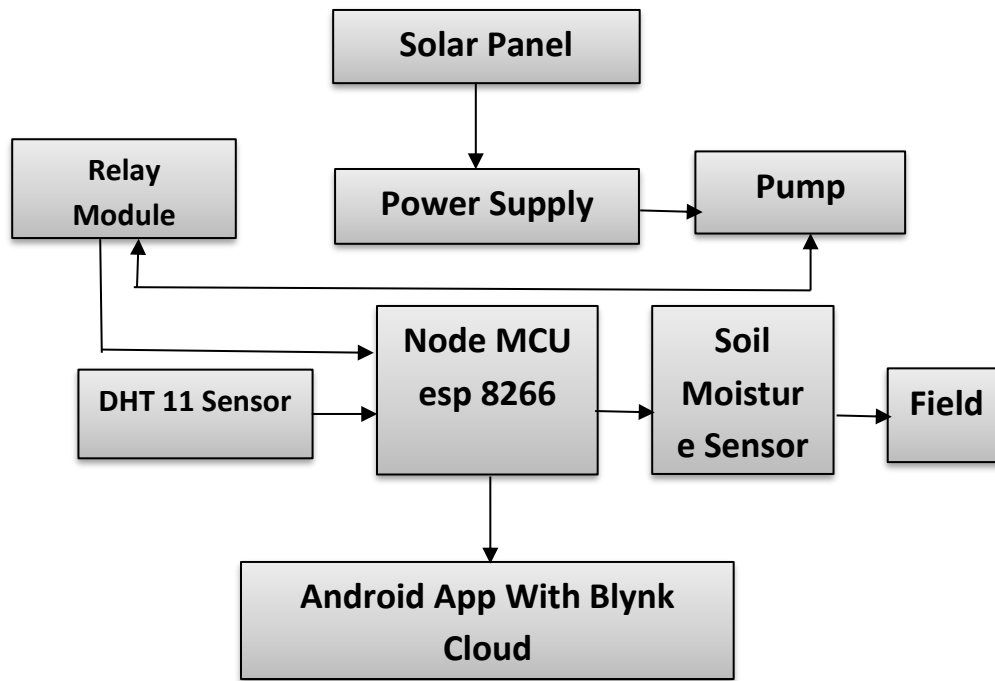 Solar Panel
Relay
Module
Power Supply
Pump
Node MCU
esp 8266
Soil
Moistur
e Sensor
DHT 11 Sensor
Field
Android App With Blynk
Cloud